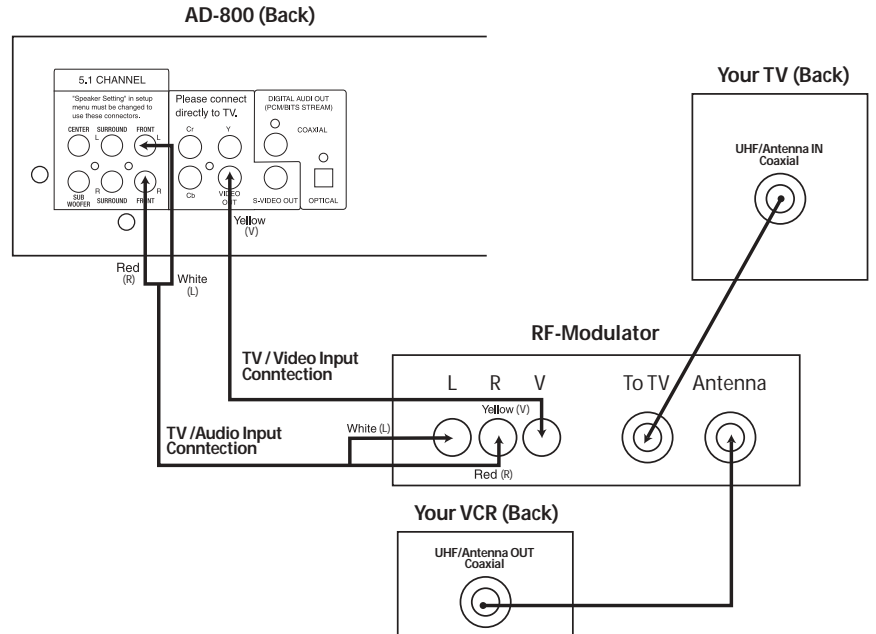 AD-800 (Back)
5.1 CHANNEL
"Speaker Setting" in setup
menu must be changed to
use these connectors.
CENTER SURROUND FRONT
L L
R R
SUB
WOOFER SURROUND FRONT
Please connect
directly to TV.
Cr Y
Cb VIDEO
OUT
DIGITAL AUDI OUT
(PCM/BITS STREAM)
COAXIAL
S-VIDEO OUT OPTICAL
Yellow
(V)
Red
(R)
White
(L)
Your TV (Back)
UHF/Antenna IN
Coaxial
RF-Modulator
L R V To TV Antenna
TV / Video Input
Conntection
Yellow (V)
White (L)
TV /Audio Input
Conntection
Red (R)
Your VCR (Back)
UHF/Antenna OUT
Coaxial